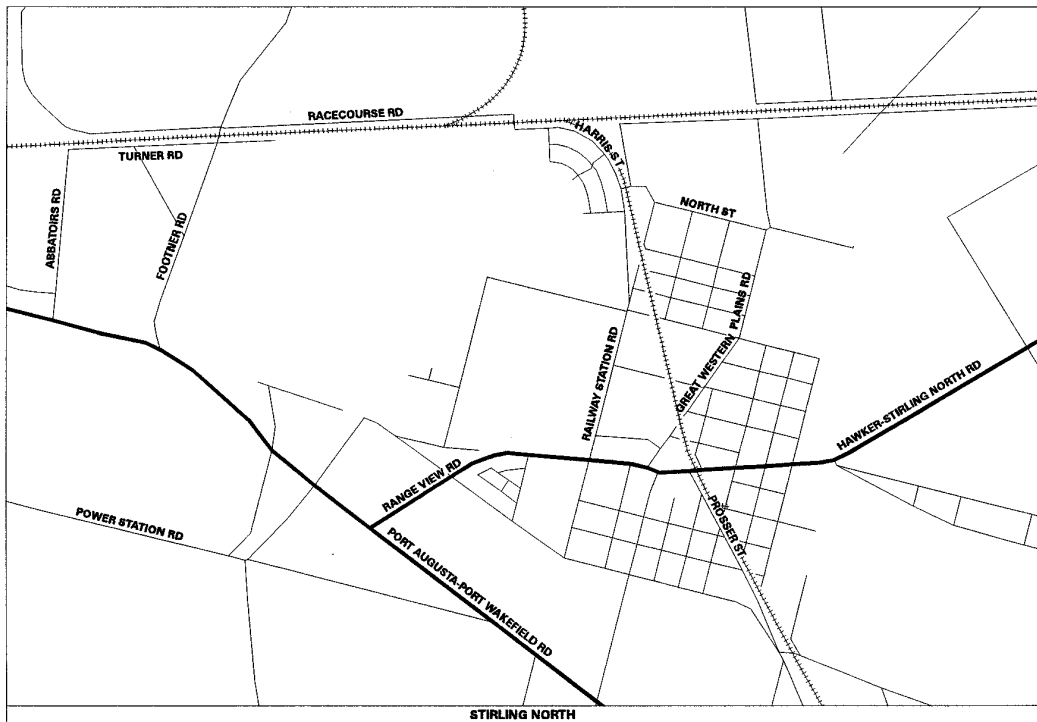 RACECOURSE RD
TURNER RD
HARRIS ST
ABBATOIRS RD
FOOTNER RD
NORTH ST
GREAT WESTERN PLAINS RD
RAILWAY STATION RD
HAWKER-STIRLING NORTH RD
RANGE VIEW RD
POWER STATION RD
PORT AUGUSTA-PORT WAKEFIELD RD
PROSSER ST
STIRLING NORTH